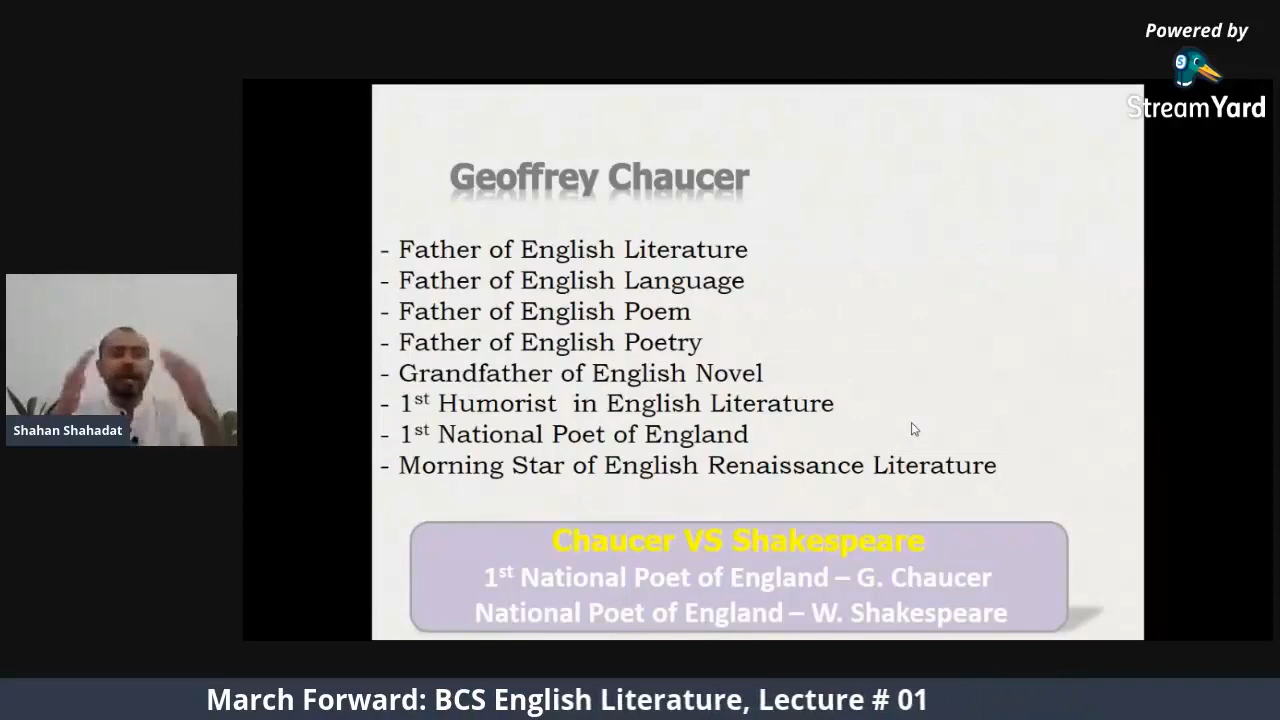 Powered by
StreamYard
Geoffrey Chaucer
- Father of English Literature
- Father of English Language
- Father of English Poem
- Father of English Poetry
- Grandfather of English Novel
- 1st Humorist in English Literature
- 1st National Poet of England
- Morning Star of English Renaissance Literature
Shahan Shahadat
Chaucer VS Shakespeare
1st National Poet of England – G. Chaucer
National Poet of England – W. Shakespeare
March Forward: BCS English Literature, Lecture # 01